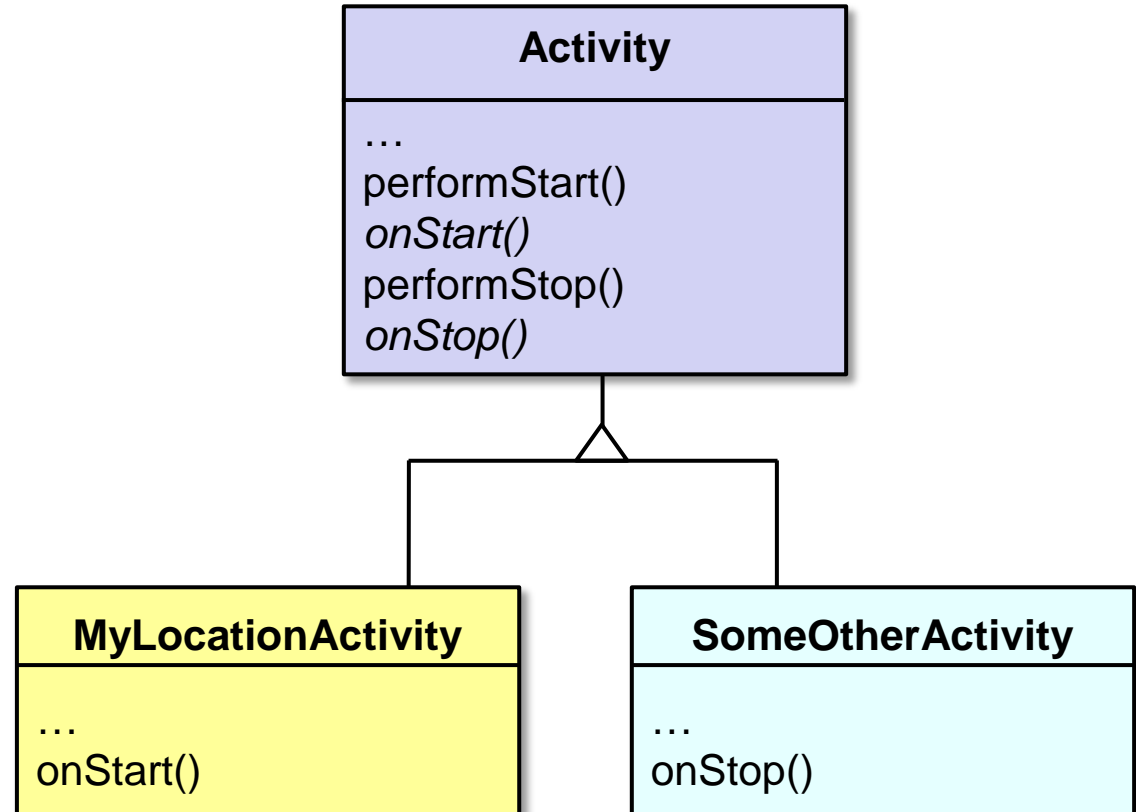 Activity
…
performStart()
onStart()
performStop()
onStop()
MyLocationActivity
…
onStart()
SomeOtherActivity
…
onStop()